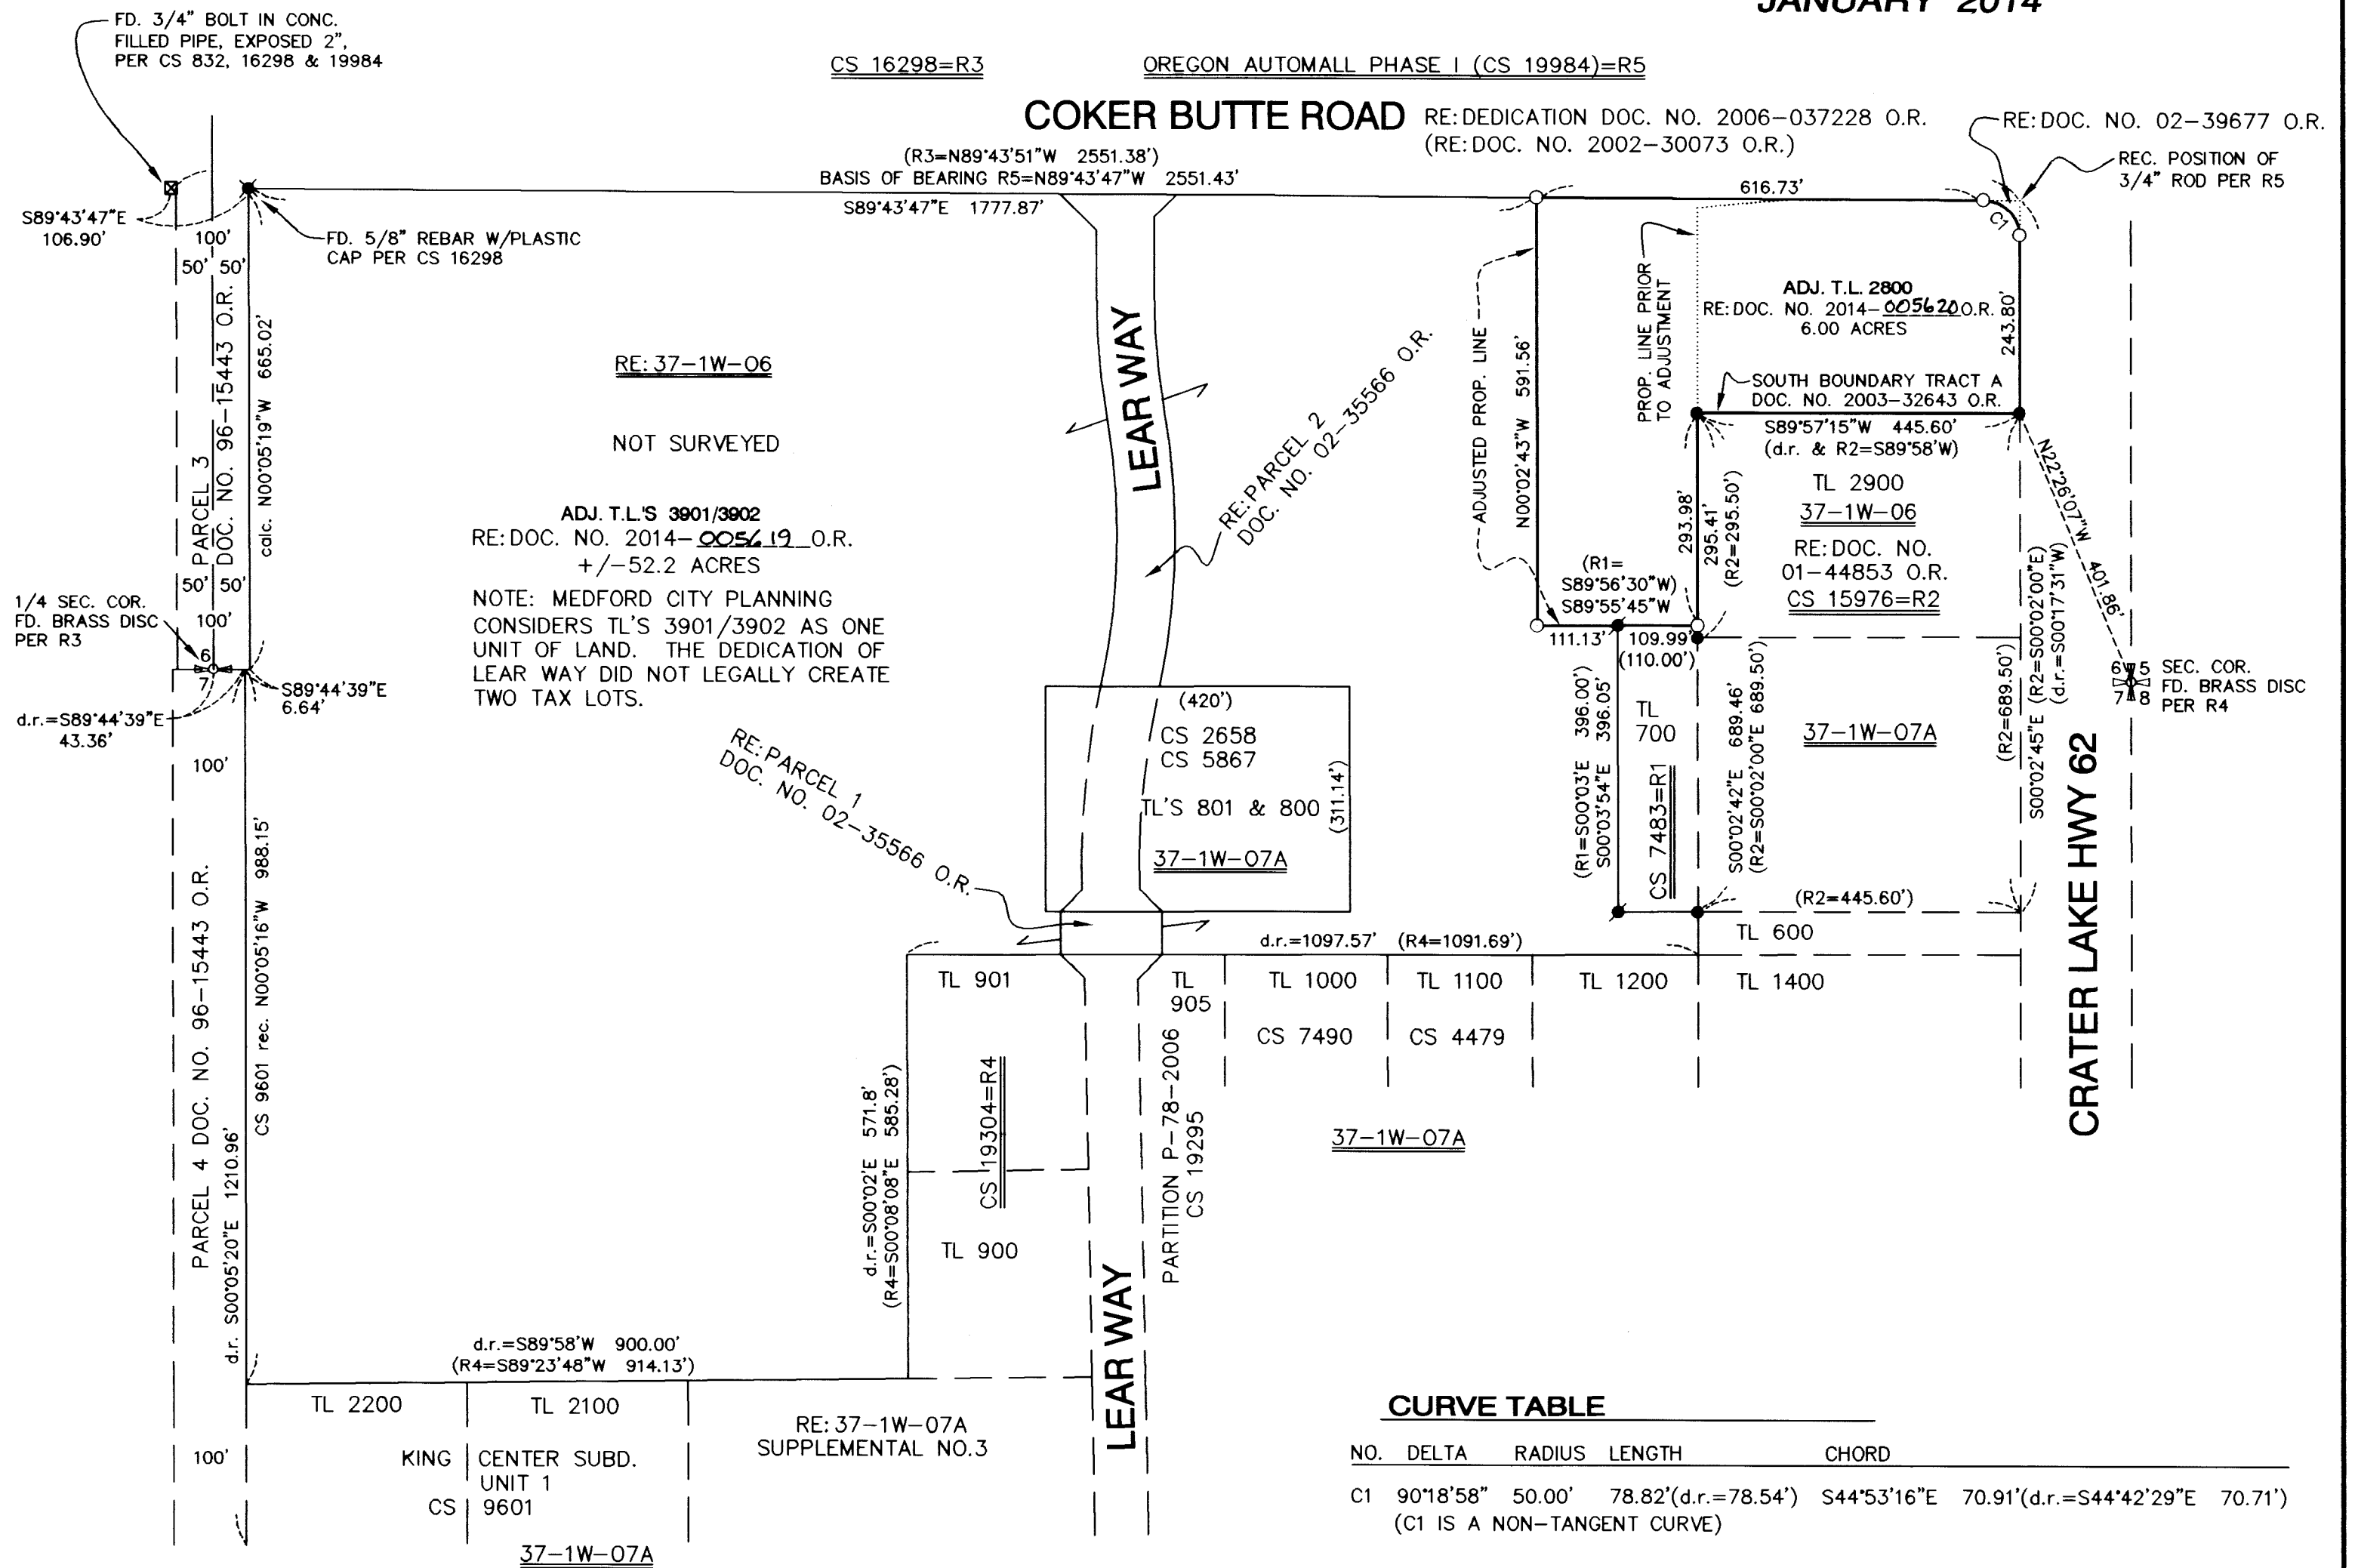 JANUARY 2014
FD. 3/4" BOLT IN CONC.
FILLED PIPE, EXPOSED 2",
PER CS 832, 16298 & 19984
CS 16298=R3
OREGON AUTOMALL PHASE I (CS 19984)=R5
COKER BUTTE ROAD
RE:DEDICATION DOC. NO. 2006-037228 O.R.
(RE:DOC. NO. 2002-30073 O.R.)
RE:DOC. NO. 02-39677 O.R.
REC. POSITION OF
3/4" ROD PER R5
(R3=N89°43'51"W 2551.38')
BASIS OF BEARING R5=N89°43'47"W 2551.43'
S89°43'47"E 1777.87'
616.73'
C1
S89°43'47"E
106.90'
100'
50' 50'
FD. 5/8" REBAR W/PLASTIC
CAP PER CS 16298
PARCEL 3
DOC. NO. 96-15443 O.R.
calc. N00°05'19"W 665.02'
RE: 37-1W-06
NOT SURVEYED
ADJ. T.L.'S 3901/3902
RE: DOC. NO. 2014-005619 O.R.
+/-52.2 ACRES
NOTE: MEDFORD CITY PLANNING
CONSIDERS TL'S 3901/3902 AS ONE
UNIT OF LAND. THE DEDICATION OF
LEAR WAY DID NOT LEGALLY CREATE
TWO TAX LOTS.
LEAR WAY
RE: PARCEL 2
DOC. NO. 02-35566 O.R.
ADJUSTED PROP. LINE
N00°02'43"W 591.56'
PROP. LINE PRIOR
TO ADJUSTMENT
ADJ. T.L. 2800
RE: DOC. NO. 2014-005620 O.R.
6.00 ACRES
243.80'
SOUTH BOUNDARY TRACT A
DOC. NO. 2003-32643 O.R.
S89°57'15"W 445.60'
(d.r. & R2=S89°58'W)
TL 2900
37-1W-06
RE: DOC. NO.
01-44853 O.R.
CS 15976=R2
293.98'
295.41'
(R2=295.50')
N22°26'07"W 401.86'
(R1=
S89°56'30"W)
S89°55'45"W
111.13'
109.99'
(110.00')
50' 50'
100'
1/4 SEC. COR.
FD. BRASS DISC
PER R3
6
7
S89°44'39"E
6.64'
d.r.=S89°44'39"E
43.36'
100'
6 5
7 8
SEC. COR.
FD. BRASS DISC
PER R4
(420')
CS 2658
CS 5867
TL'S 801 & 800
(311.14')
37-1W-07A
RE: PARCEL 1
DOC. NO. 02-35566 O.R.
(R1=S00°03'E 396.00')
S00°03'54"E 396.05'
TL
700
CS 7483=R1
S00°02'42"E 689.46'
(R2=S00°02'00"E 689.50')
37-1W-07A
(R2=689.50')
S00°02'45"E (R2=S00°02'00"E)
(d.r.=S00°17'31"W)
CRATER LAKE HWY 62
(R2=445.60')
TL 600
d.r.=1097.57' (R4=1091.69')
TL 901
TL
905
TL 1000
TL 1100
TL 1200
TL 1400
CS 7490
CS 4479
PARCEL 4 DOC. NO. 96-15443 O.R.
CS 9601 rec. N00°05'16"W 988.15'
d.r. S00°05'20"E 1210.96'
d.r.=S00°02'E 571.8'
(R4=S00°08'08"E 585.28')
CS 19304=R4
PARTITION P-78-2006
CS 19295
37-1W-07A
TL 900
LEAR WAY
d.r.=S89°58'W 900.00'
(R4=S89°23'48"W 914.13')
TL 2200
TL 2100
RE: 37-1W-07A
SUPPLEMENTAL NO.3
100'
KING CENTER SUBD.
UNIT 1
CS 9601
37-1W-07A
CURVE TABLE
NO. DELTA RADIUS LENGTH CHORD
C1 90°18'58" 50.00' 78.82'(d.r.=78.54') S44°53'16"E 70.91'(d.r.=S44°42'29"E 70.71')
(C1 IS A NON-TANGENT CURVE)